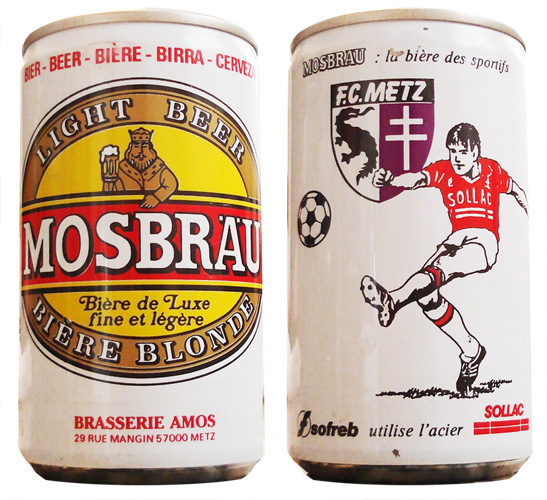 BIER - BEER - BIÈRE - BIRRA - CERVEZA
LIGHT BEER
MOSBRÄU
Bière de Luxe
fine et légère
BIÈRE BLONDE
BRASSERIE AMOS
29 RUE MANGIN 57000 METZ
MOSBRAU : la bière des sportifs
F.C. METZ
SOLLAC
sofreb utilise l'acier SOLLAC